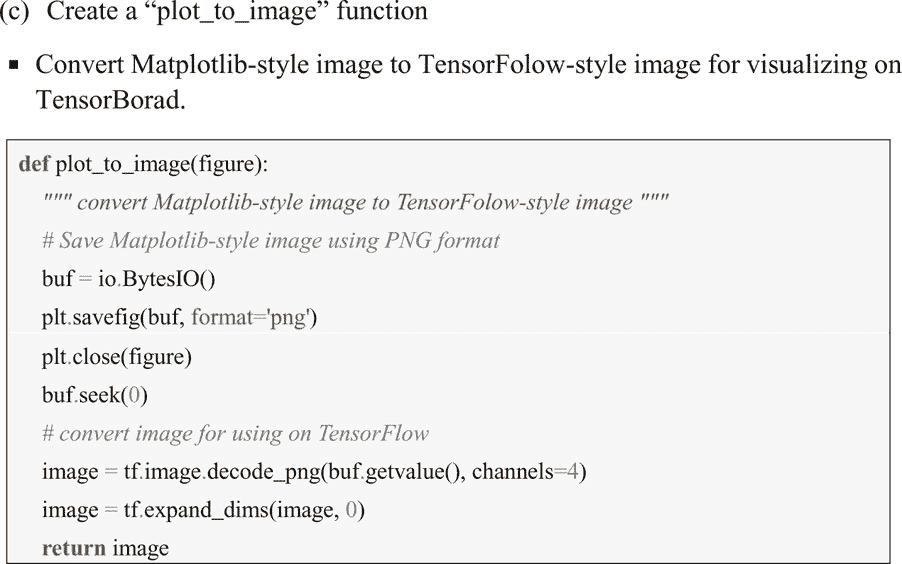 (c) Create a “plot_to_image” function
▪ Convert Matplotlib-style image to TensorFolow-style image for visualizing on
TensorBorad.
def plot_to_image(figure):
""" convert Matplotlib-style image to TensorFolow-style image """
# Save Matplotlib-style image using PNG format
buf = io.BytesIO()
plt.savefig(buf, format='png')
plt.close(figure)
buf.seek(0)
# convert image for using on TensorFlow
image = tf.image.decode_png(buf.getvalue(), channels=4)
image = tf.expand_dims(image, 0)
return image